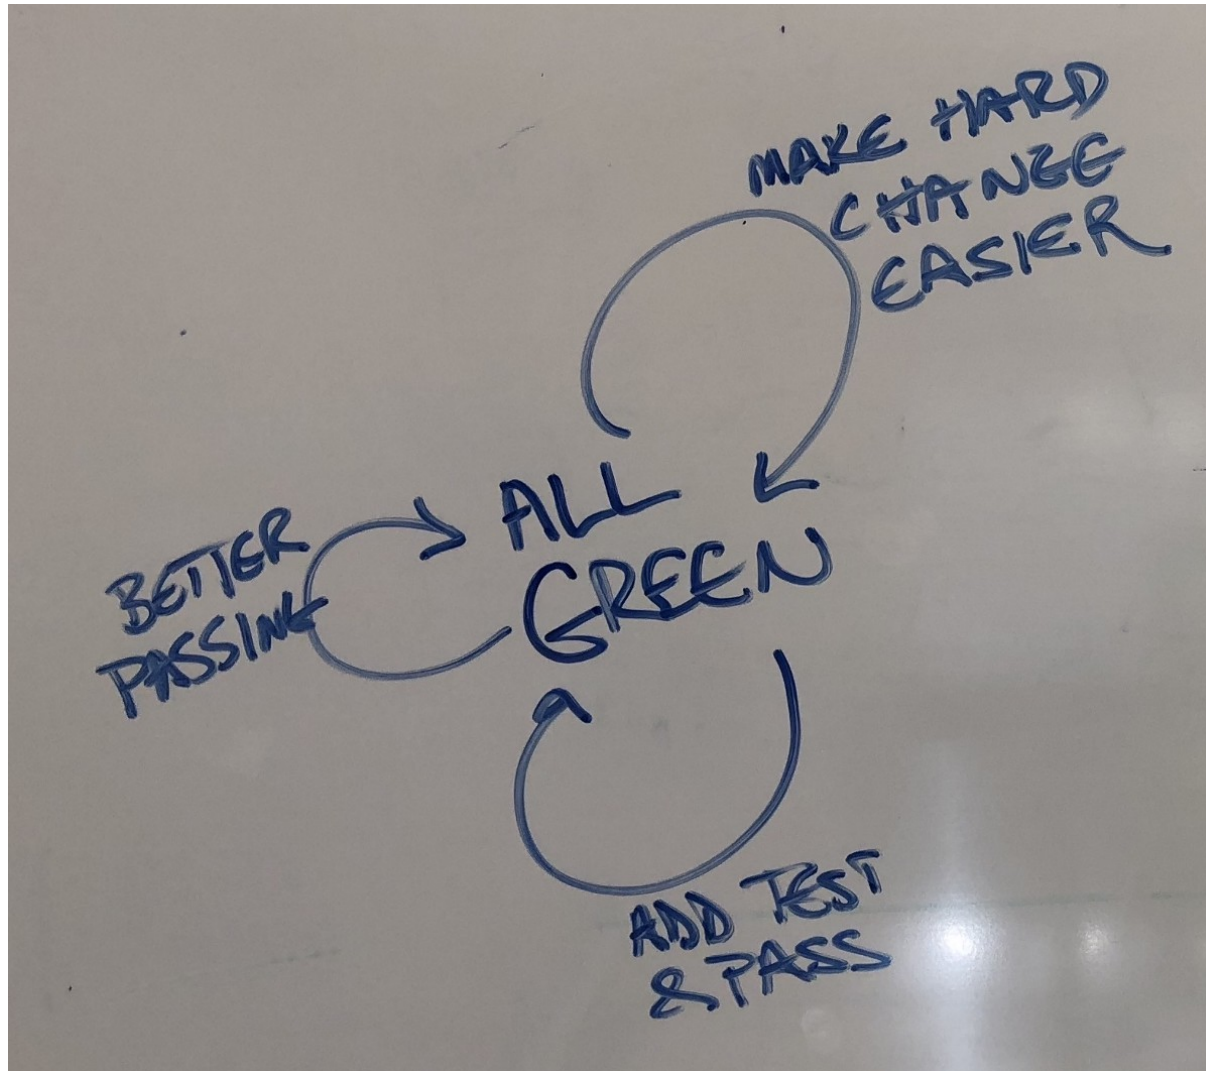 MAKE HARD
CHANGE
EASIER
ALL
GREEN
BETTER
PASSING
ADD TEST
& PASS